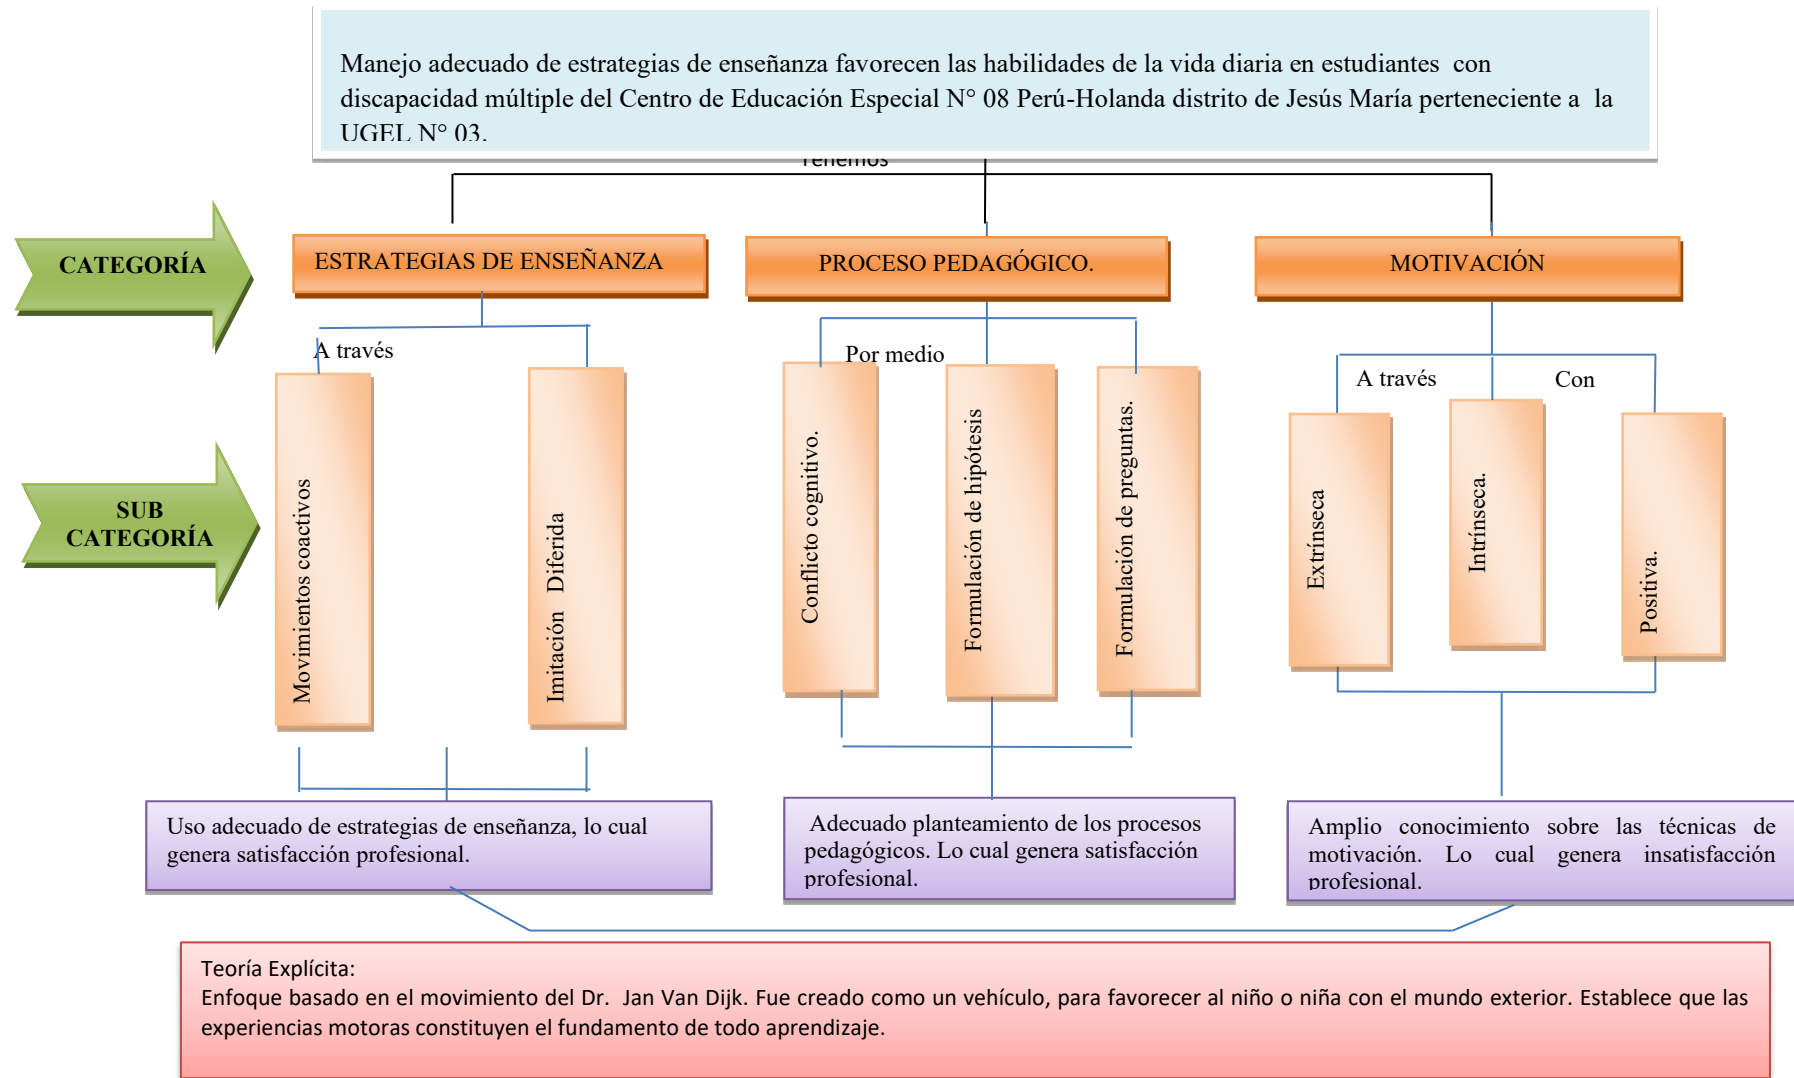 Manejo adecuado de estrategias de enseñanza favorecen las habilidades de la vida diaria en estudiantes con
discapacidad múltiple del Centro de Educación Especial N° 08 Perú-Holanda distrito de Jesús María perteneciente a la
UGEL N° 03.
Tenemos
CATEGORÍA
ESTRATEGIAS DE ENSEÑANZA
PROCESO PEDAGÓGICO.
MOTIVACIÓN
A través
Por medio
A través
Con
SUB
CATEGORÍA
Movimientos coactivos
Imitación Diferida
Conflicto cognitivo.
Formulación de hipótesis
Formulación de preguntas.
Extrínseca
Intrínseca.
Positiva.
Uso adecuado de estrategias de enseñanza, lo cual
genera satisfacción profesional.
Adecuado planteamiento de los procesos
pedagógicos. Lo cual genera satisfacción
profesional.
Amplio conocimiento sobre las técnicas de
motivación. Lo cual genera insatisfacción
profesional.
Teoría Explícita:
Enfoque basado en el movimiento del Dr. Jan Van Dijk. Fue creado como un vehículo, para favorecer al niño o niña con el mundo exterior. Establece que las
experiencias motoras constituyen el fundamento de todo aprendizaje.